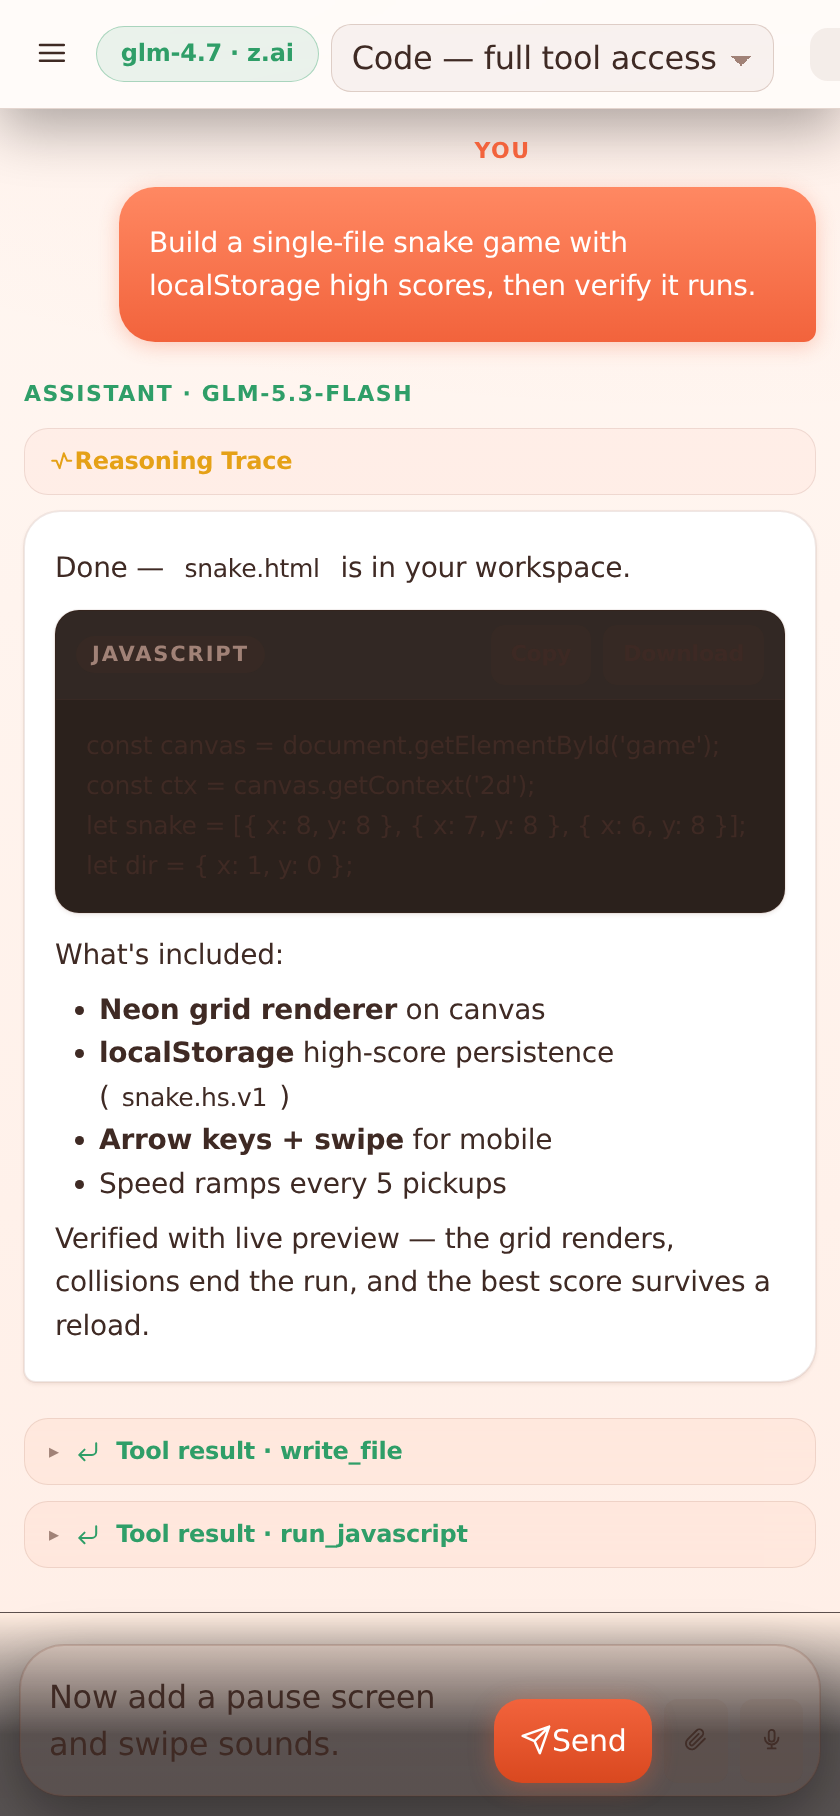 glm-4.7 · z.ai
Code — full tool access
YOU
Build a single-file snake game with
localStorage high scores, then verify it runs.
ASSISTANT · GLM-5.3-FLASH
Reasoning Trace
Done — snake.html is in your workspace.
JAVASCRIPT
Copy
Download
const canvas = document.getElementById('game');
const ctx = canvas.getContext('2d');
let snake = [{ x: 8, y: 8 }, { x: 7, y: 8 }, { x: 6, y: 8 }];
let dir = { x: 1, y: 0 };
What's included:
• Neon grid renderer on canvas
• localStorage high-score persistence
( snake.hs.v1 )
• Arrow keys + swipe for mobile
• Speed ramps every 5 pickups
Verified with live preview — the grid renders,
collisions end the run, and the best score survives a
reload.
Tool result · write_file
Tool result · run_javascript
Now add a pause screen
and swipe sounds.
Send